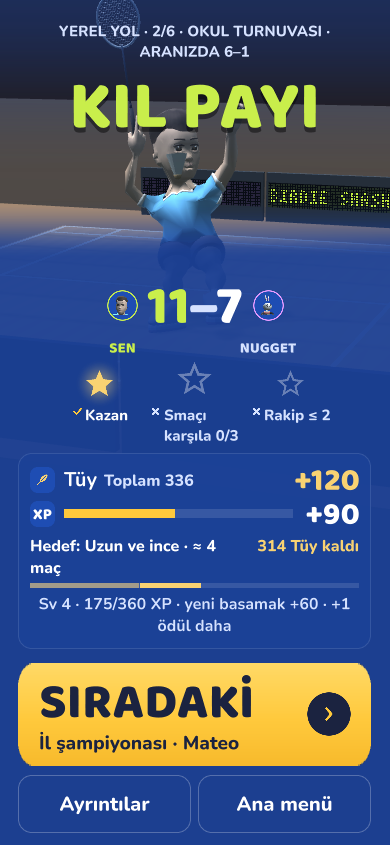 YEREL YOL · 2/6 · OKUL TURNUVASI ·
ARANIZDA 6–1
KIL PAYI
BIRDIE SMASH
11–7
SEN
NUGGET
Kazan
Smaçı
karşıla 0/3
Rakip ≤ 2
Tüy Toplam 336 +120
XP +90
Hedef: Uzun ve ince · ≈ 4
maç
314 Tüy kaldı
Sv 4 · 175/360 XP · yeni basamak +60 · +1
ödül daha
SIRADAKİ
İl şampiyonası · Mateo
Ayrıntılar
Ana menü